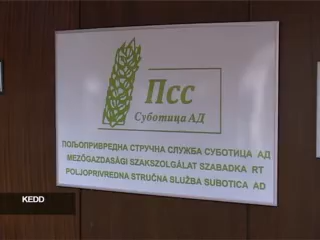 Псс
Суботица АД
ПОЉОПРИВРЕДНА СТРУЧНА СЛУЖБА СУБОТИЦА АД
MEZŐGAZDASÁGI SZAKSZOLGÁLAT SZABADKA RT
POLJOPRIVREDNA STRUČNA SLUŽBA SUBOTICA AD
KEDD